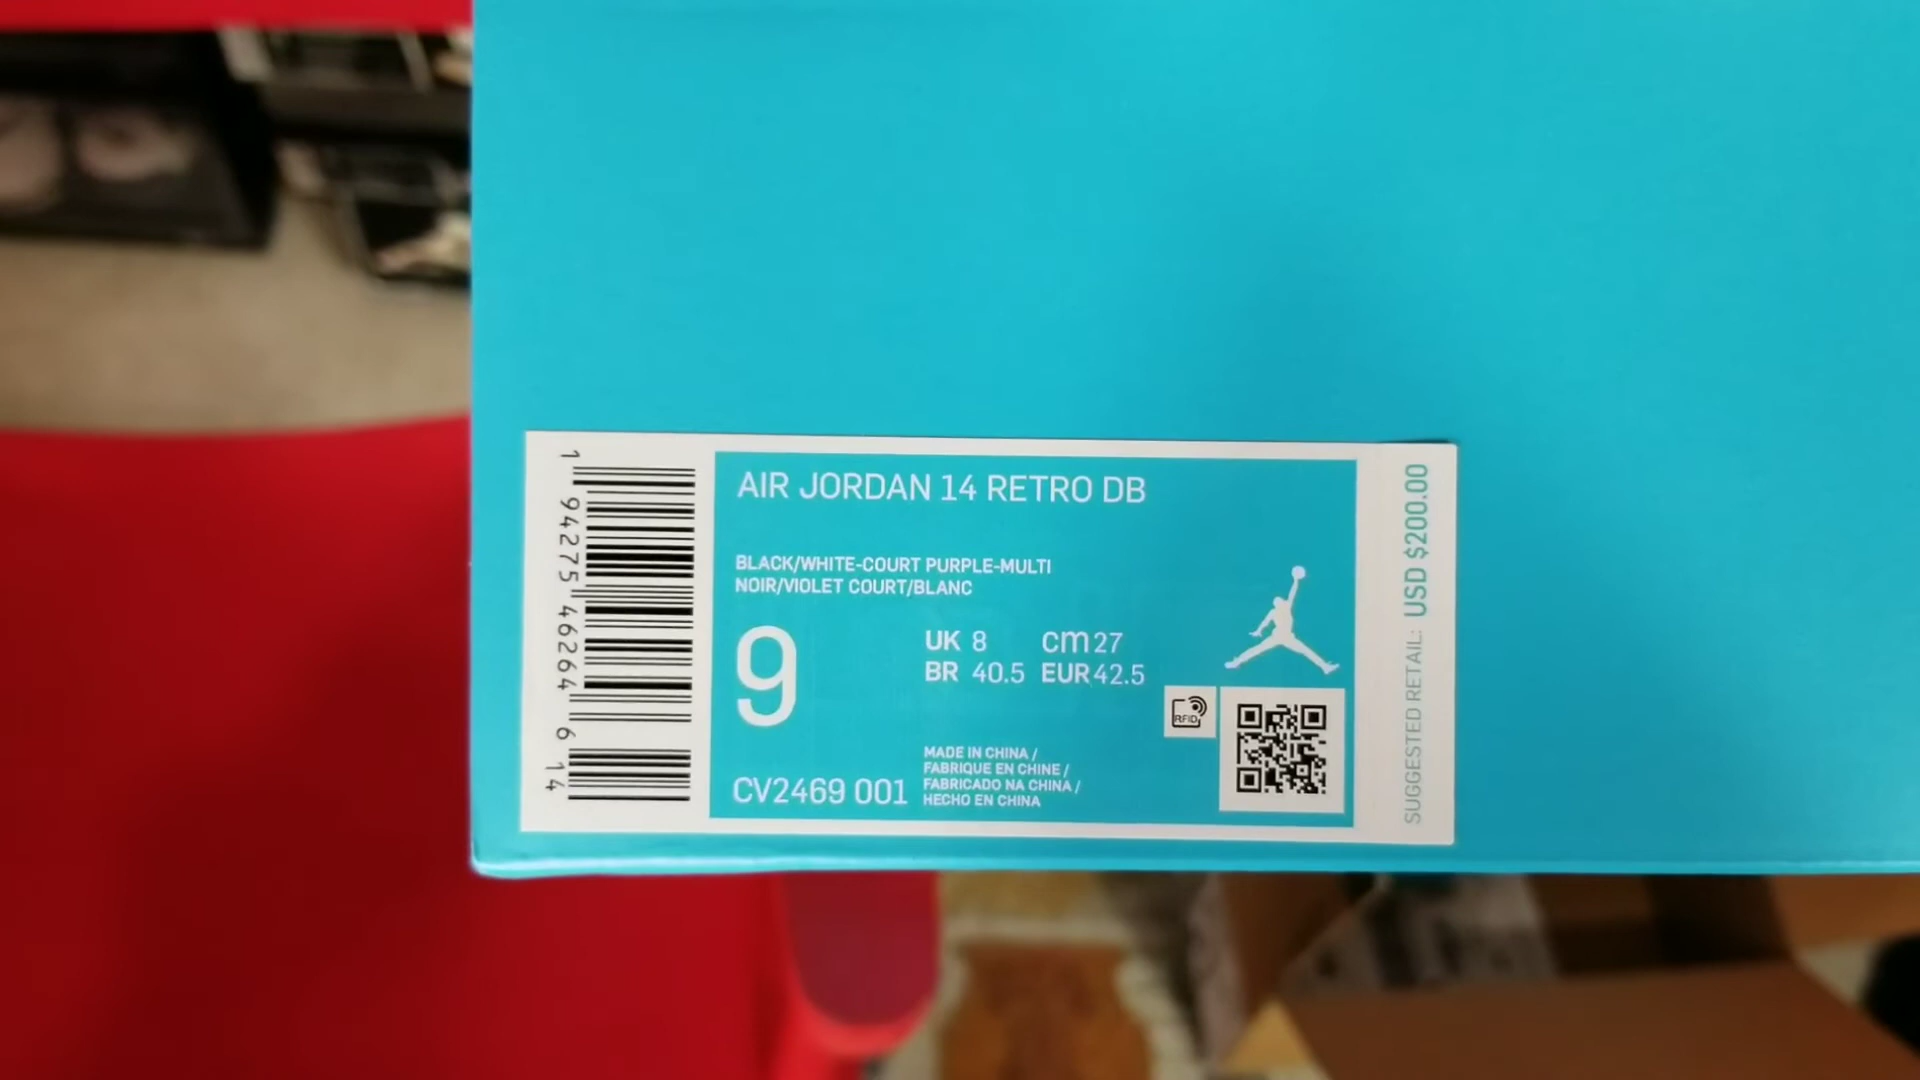 1 94275 46264 6 14
AIR JORDAN 14 RETRO DB
BLACK/WHITE-COURT PURPLE-MULTI
NOIR/VIOLET COURT/BLANC
9
UK 8 cm 27
BR 40.5 EUR 42.5
RFID
MADE IN CHINA /
FABRIQUE EN CHINE /
FABRICADO NA CHINA /
HECHO EN CHINA
CV2469 001
SUGGESTED RETAIL: USD $200.00